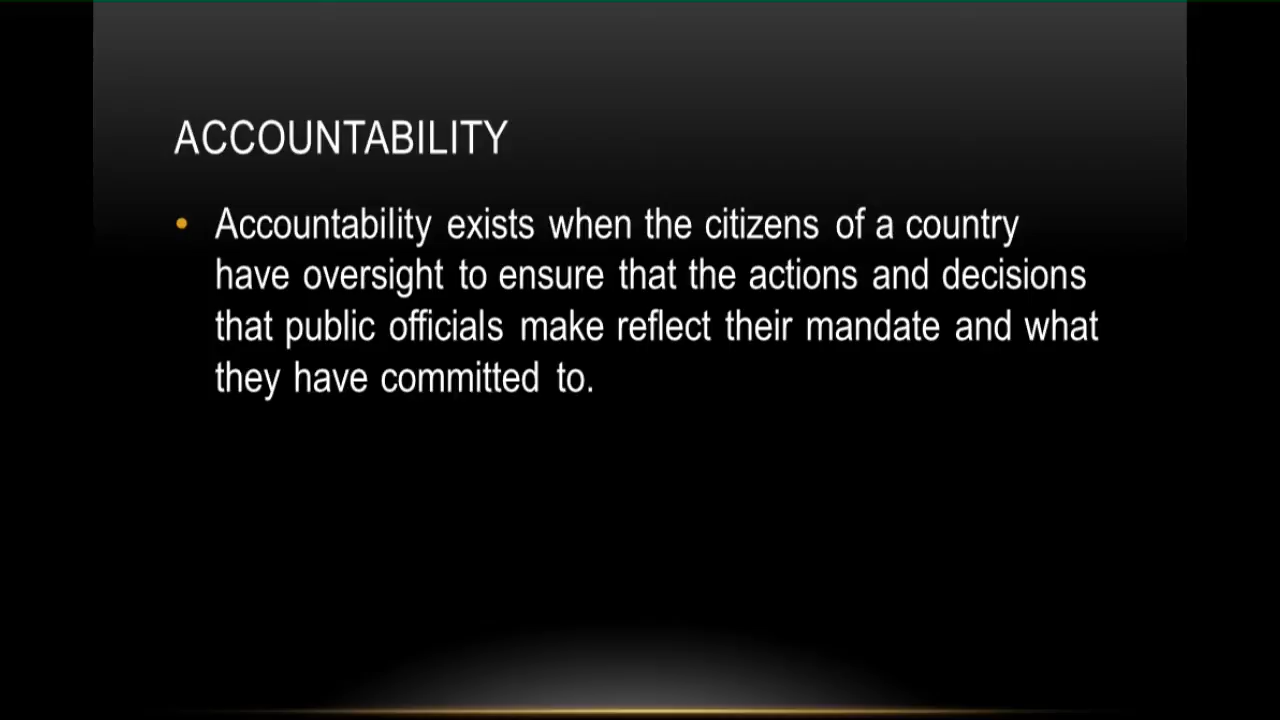 ACCOUNTABILITY
• Accountability exists when the citizens of a country
have oversight to ensure that the actions and decisions
that public officials make reflect their mandate and what
they have committed to.